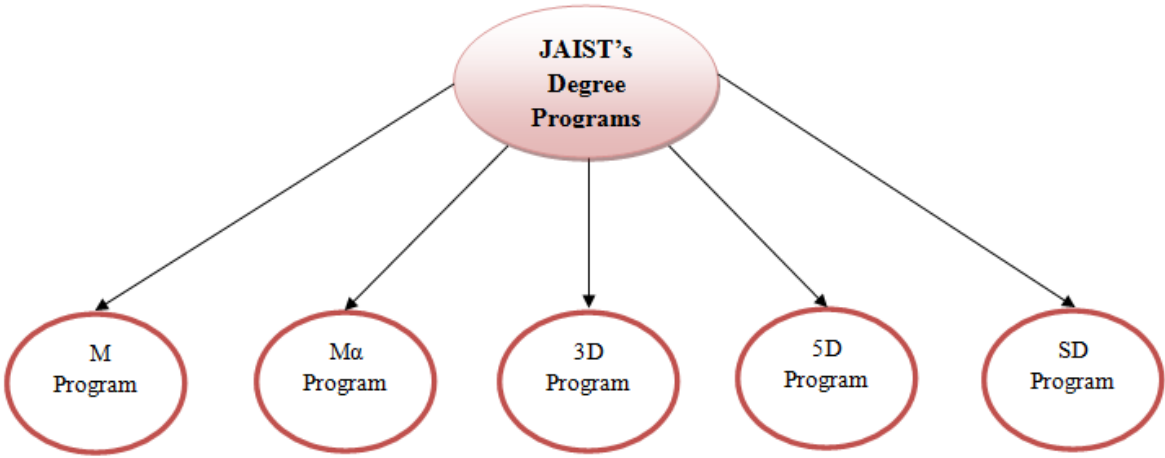 JAIST’s
Degree
Programs
M
Program
Mα
Program
3D
Program
5D
Program
SD
Program